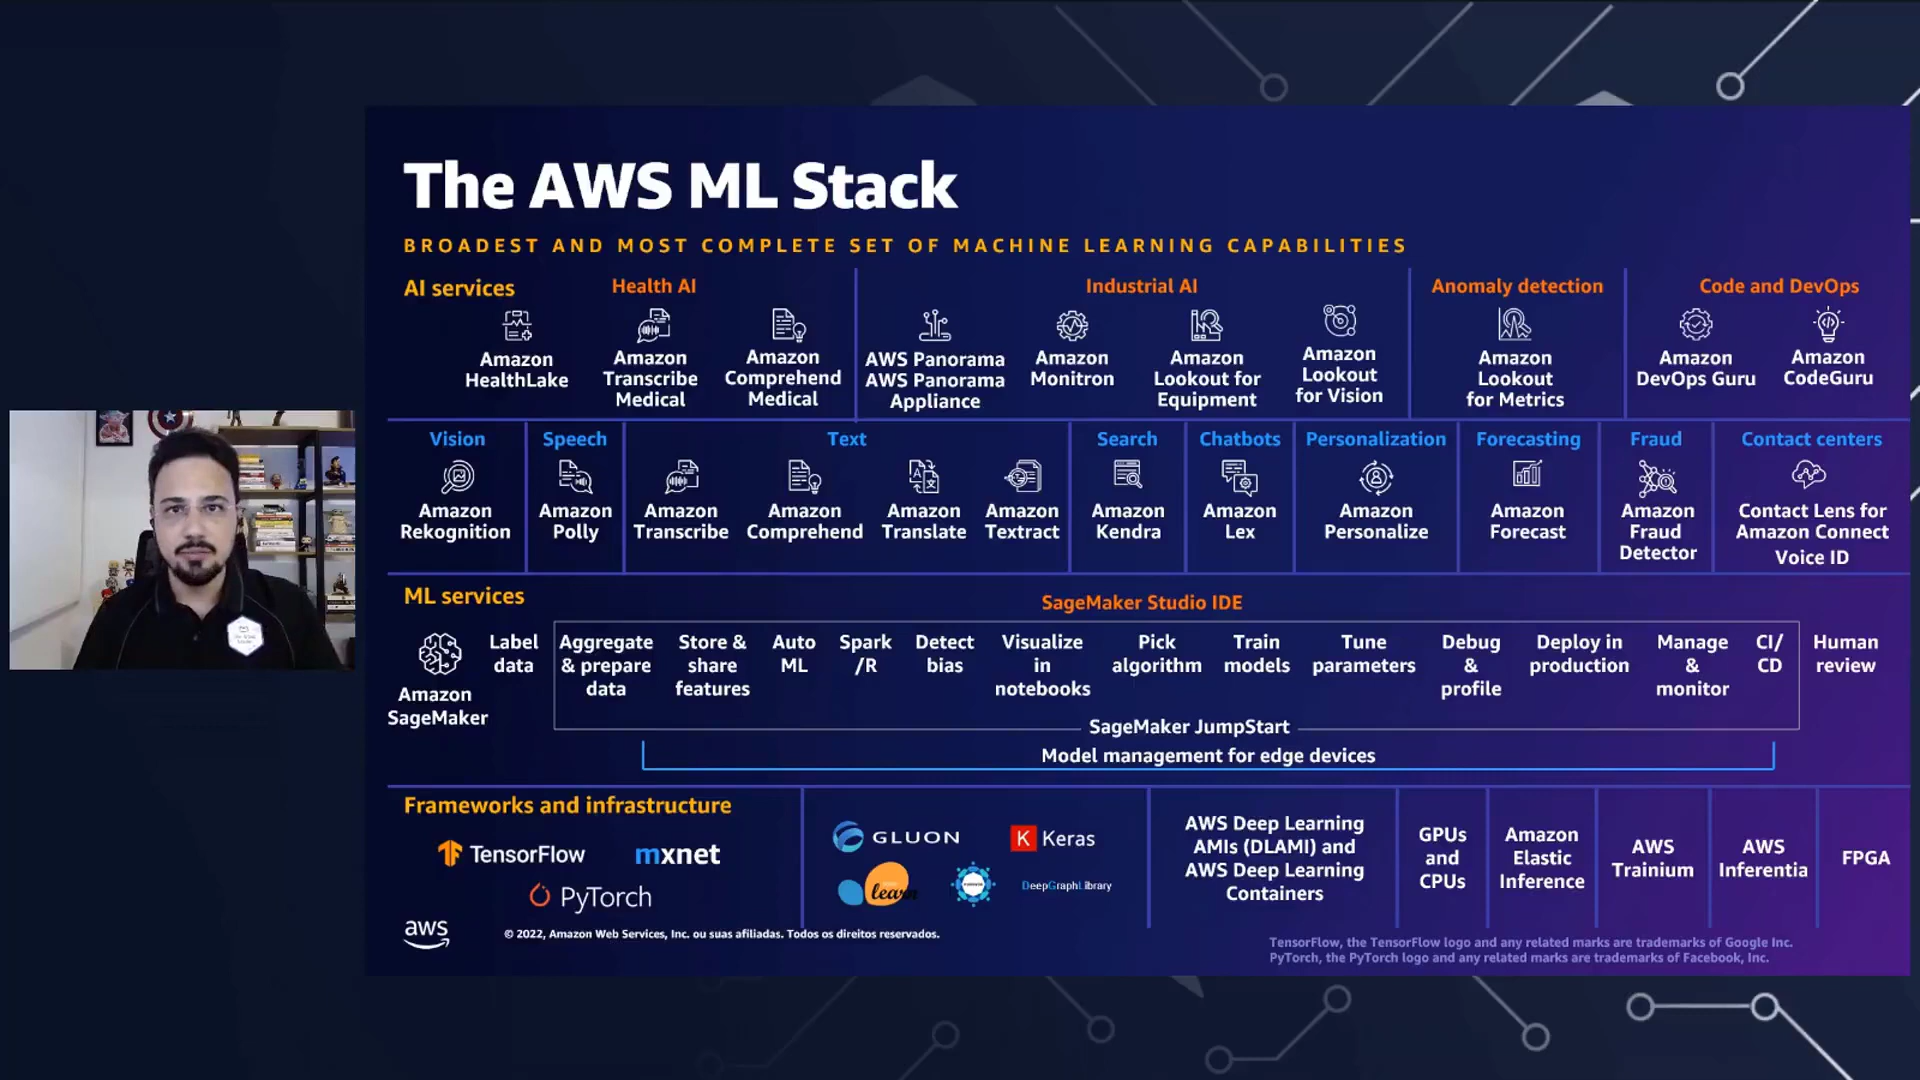 The AWS ML Stack
BROADEST AND MOST COMPLETE SET OF MACHINE LEARNING CAPABILITIES
AI services
Health AI
Amazon
HealthLake
Amazon
Transcribe
Medical
Amazon
Comprehend
Medical
Industrial AI
AWS Panorama
AWS Panorama
Appliance
Amazon
Monitron
Amazon
Lookout for
Equipment
Amazon
Lookout
for Vision
Anomaly detection
Amazon
Lookout
for Metrics
Code and DevOps
Amazon
DevOps Guru
Amazon
CodeGuru
Vision
Amazon
Rekognition
Speech
Amazon
Polly
Text
Amazon
Transcribe
Amazon
Comprehend
Amazon
Translate
Amazon
Textract
Search
Amazon
Kendra
Chatbots
Amazon
Lex
Personalization
Amazon
Personalize
Forecasting
Amazon
Forecast
Fraud
Amazon
Fraud
Detector
Contact centers
Contact Lens for
Amazon Connect
Voice ID
ML services
Amazon
SageMaker
SageMaker Studio IDE
Label
data
Aggregate
& prepare
data
Store &
share
features
Auto
ML
Spark
/R
Detect
bias
Visualize
in
notebooks
Pick
algorithm
Train
models
Tune
parameters
Debug
&
profile
Deploy in
production
Manage
&
monitor
CI/
CD
Human
review
SageMaker JumpStart
Model management for edge devices
Frameworks and infrastructure
TensorFlow
mxnet
PyTorch
GLUON
K Keras
learn
DeepGraphLibrary
AWS Deep Learning
AMIs (DLAMI) and
AWS Deep Learning
Containers
GPUs
and
CPUs
Amazon
Elastic
Inference
AWS
Trainium
AWS
Inferentia
FPGA
aws
© 2022, Amazon Web Services, Inc. ou suas afiliadas. Todos os direitos reservados.
TensorFlow, the TensorFlow logo and any related marks are trademarks of Google Inc.
PyTorch, the PyTorch logo and any related marks are trademarks of Facebook, Inc.